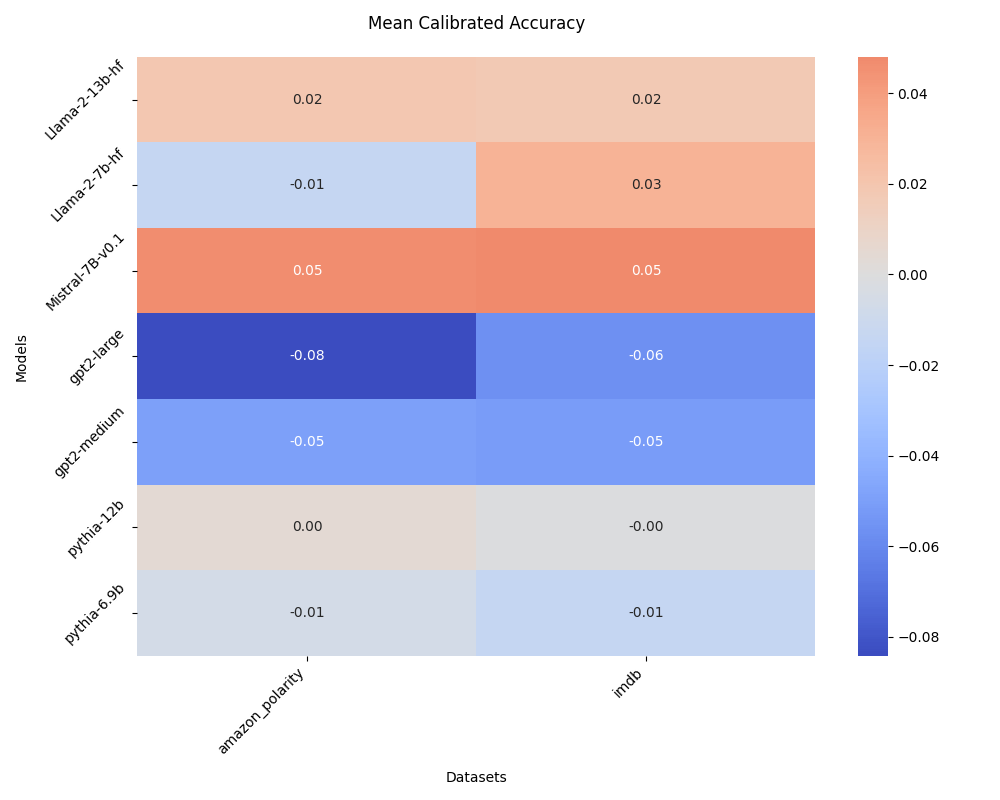 Mean Calibrated Accuracy
Models
Llama-2-13b-hf
0.02
0.02
Llama-2-7b-hf
-0.01
0.03
Mistral-7B-v0.1
0.05
0.05
gpt2-large
-0.08
-0.06
gpt2-medium
-0.05
-0.05
pythia-12b
0.00
-0.00
pythia-6.9b
-0.01
-0.01
amazon_polarity
imdb
Datasets
0.04
0.02
0.00
−0.02
−0.04
−0.06
−0.08